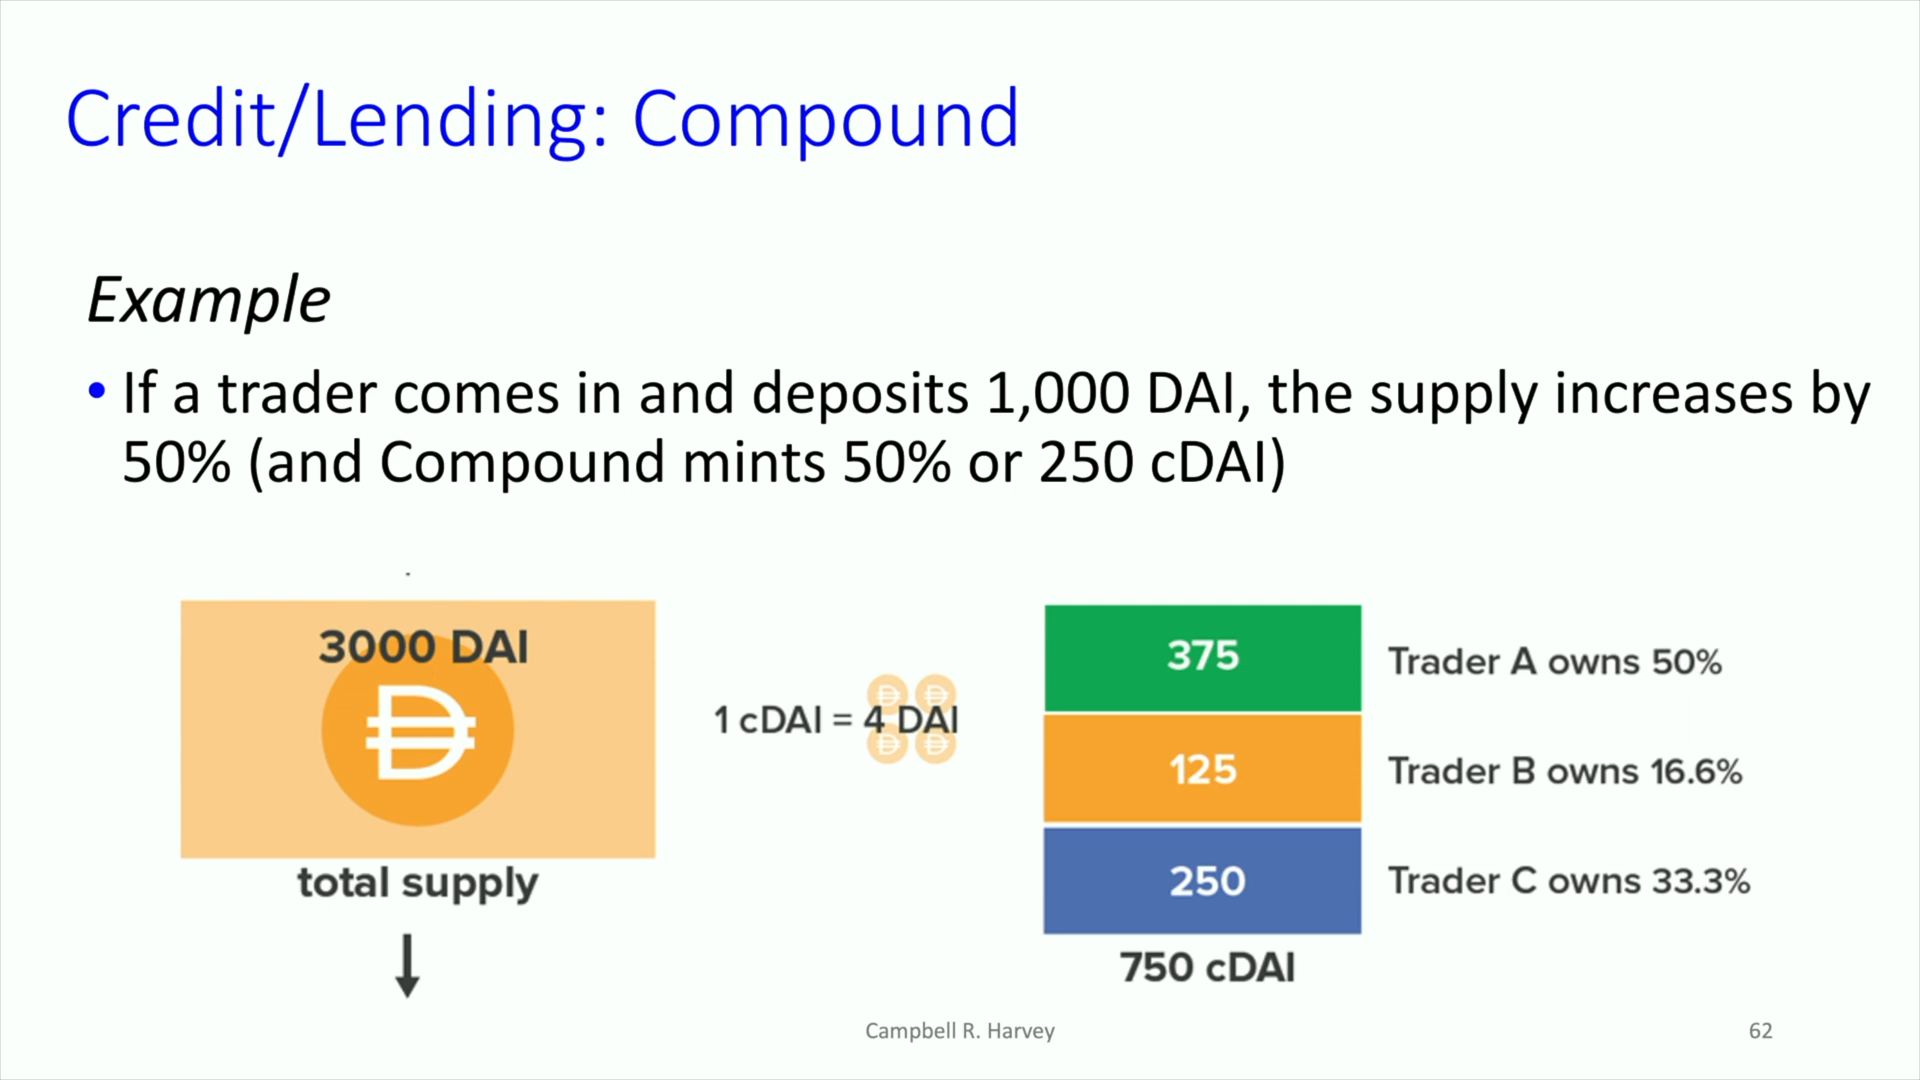 Credit/Lending: Compound
Example
• If a trader comes in and deposits 1,000 DAI, the supply increases by
50% (and Compound mints 50% or 250 cDAI)
3000 DAI
total supply
1 cDAI = 4 DAI
375
Trader A owns 50%
125
Trader B owns 16.6%
250
Trader C owns 33.3%
750 cDAI
Campbell R. Harvey
62